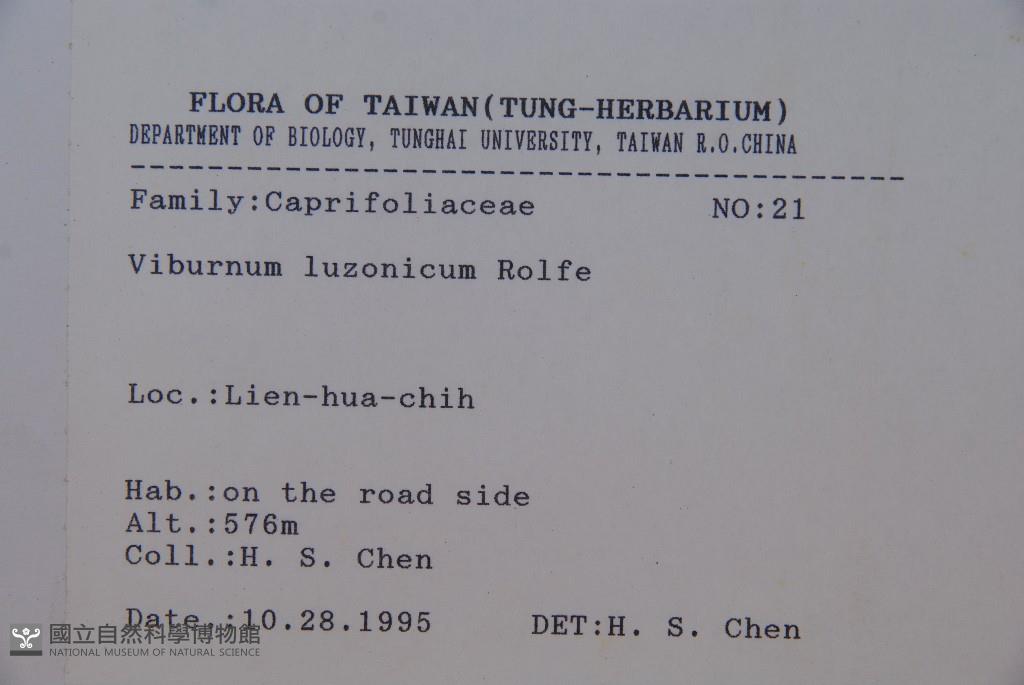 FLORA OF TAIWAN(TUNG-HERBARIUM)
DEPARTMENT OF BIOLOGY, TUNGHAI UNIVERSITY, TAIWAN R.O.CHINA
Family:Caprifoliaceae NO:21
Viburnum luzonicum Rolfe
Loc.:Lien-hua-chih
Hab.:on the road side
Alt.:576m
Coll.:H. S. Chen
Date.:10.28.1995 DET:H. S. Chen
國立自然科學博物館
NATIONAL MUSEUM OF NATURAL SCIENCE